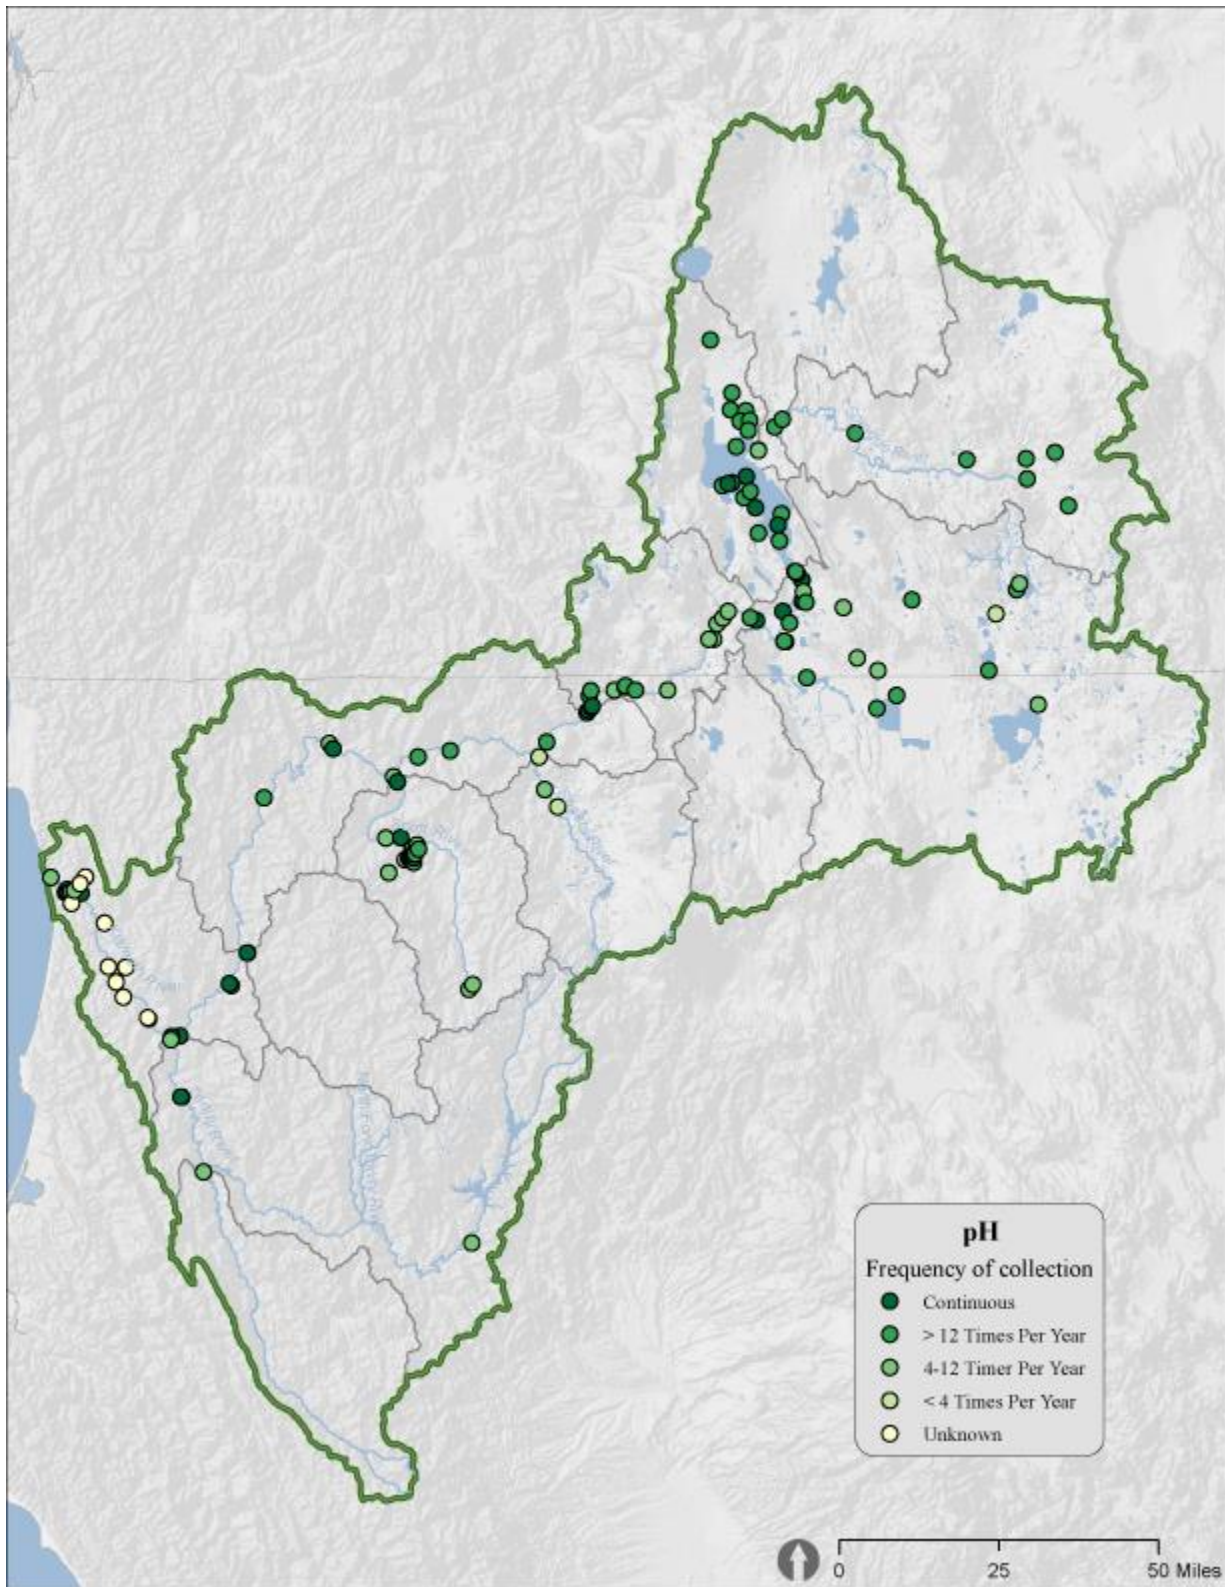 pH
Frequency of collection
Continuous
> 12 Times Per Year
4-12 Timer Per Year
< 4 Times Per Year
Unknown
0 25 50 Miles